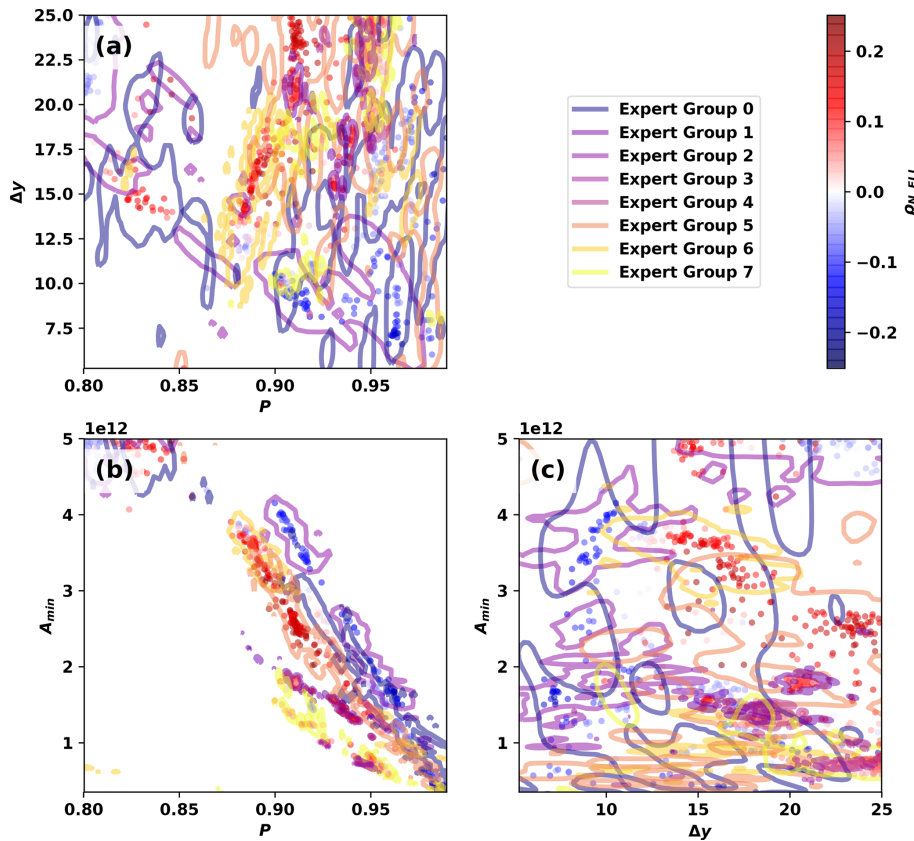 25.0
22.5
20.0
17.5
15.0
12.5
10.0
7.5
Δy
(a)
0.80
0.85
0.90
0.95
P
Expert Group 0
Expert Group 1
Expert Group 2
Expert Group 3
Expert Group 4
Expert Group 5
Expert Group 6
Expert Group 7
0.2
0.1
0.0
−0.1
−0.2
1e12
5
4
3
2
1
A_min
(b)
0.80
0.85
0.90
0.95
P
1e12
5
4
3
2
1
A_min
(c)
10
15
20
25
Δy